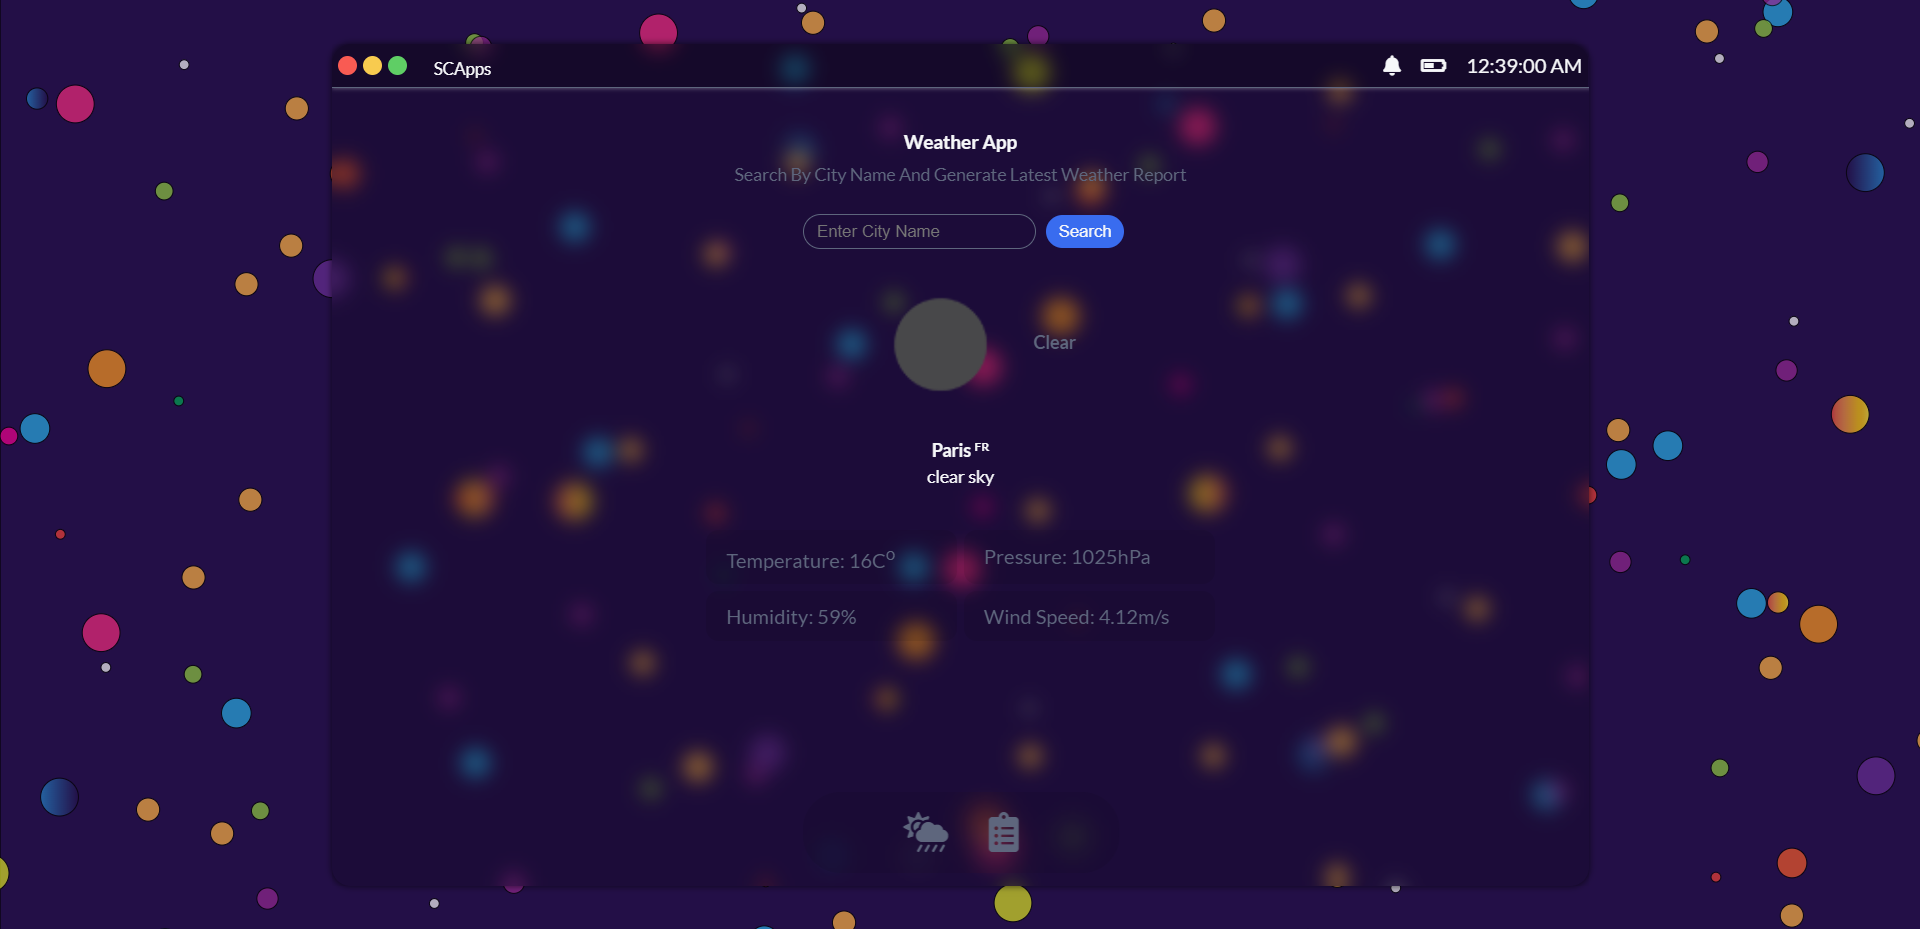 SCApps
12:39:00 AM
Weather App
Search By City Name And Generate Latest Weather Report
Enter City Name
Search
Clear
Paris FR
clear sky
Temperature: 16Cº
Pressure: 1025hPa
Humidity: 59%
Wind Speed: 4.12m/s